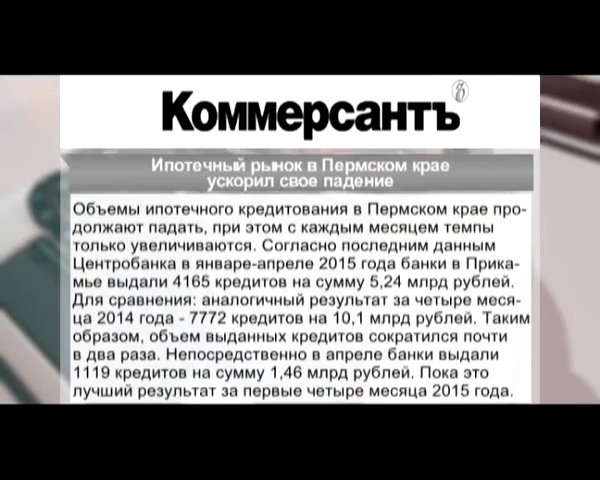 Коммерсантъ
Ипотечный рынок в Пермском крае
ускорил свое падение
Объемы ипотечного кредитования в Пермском крае про-
должают падать, при этом с каждым месяцем темпы
только увеличиваются. Согласно последним данным
Центробанка в январе-апреле 2015 года банки в Прика-
мье выдали 4165 кредитов на сумму 5,24 млрд рублей.
Для сравнения: аналогичный результат за четыре меся-
ца 2014 года - 7772 кредитов на 10,1 млрд рублей. Таким
образом, объем выданных кредитов сократился почти
в два раза. Непосредственно в апреле банки выдали
1119 кредитов на сумму 1,46 млрд рублей. Пока это
лучший результат за первые четыре месяца 2015 года.